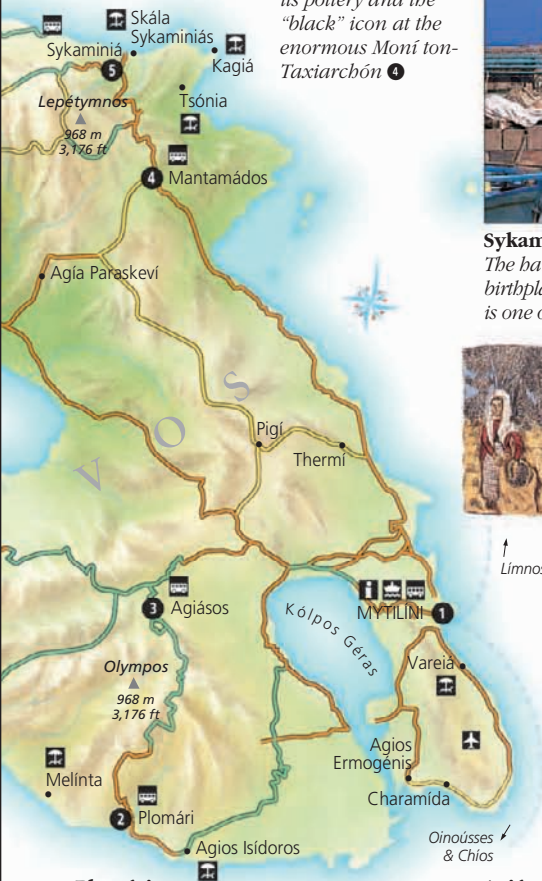 its pottery and the
“black” icon at the
enormous Moní ton-
Taxiarchón 4
Skála
Sykaminiás
Sykaminiá
5
Kagiá
Tsónia
Lepétymnos
968 m
3,176 ft
4 Mantamádos
Agía Paraskeví
Sykam
The ha
birthpla
is one o
V O S
Pigí
Thermí
Límnos
i
MYTILÍNI 1
Kólpos Géras
3 Agiásos
Vareiá
Olympos
968 m
3,176 ft
Agios
Ermogénis
Charamída
Melínta
2 Plomári
Agios Isídoros
Oinoússes
& Chíos